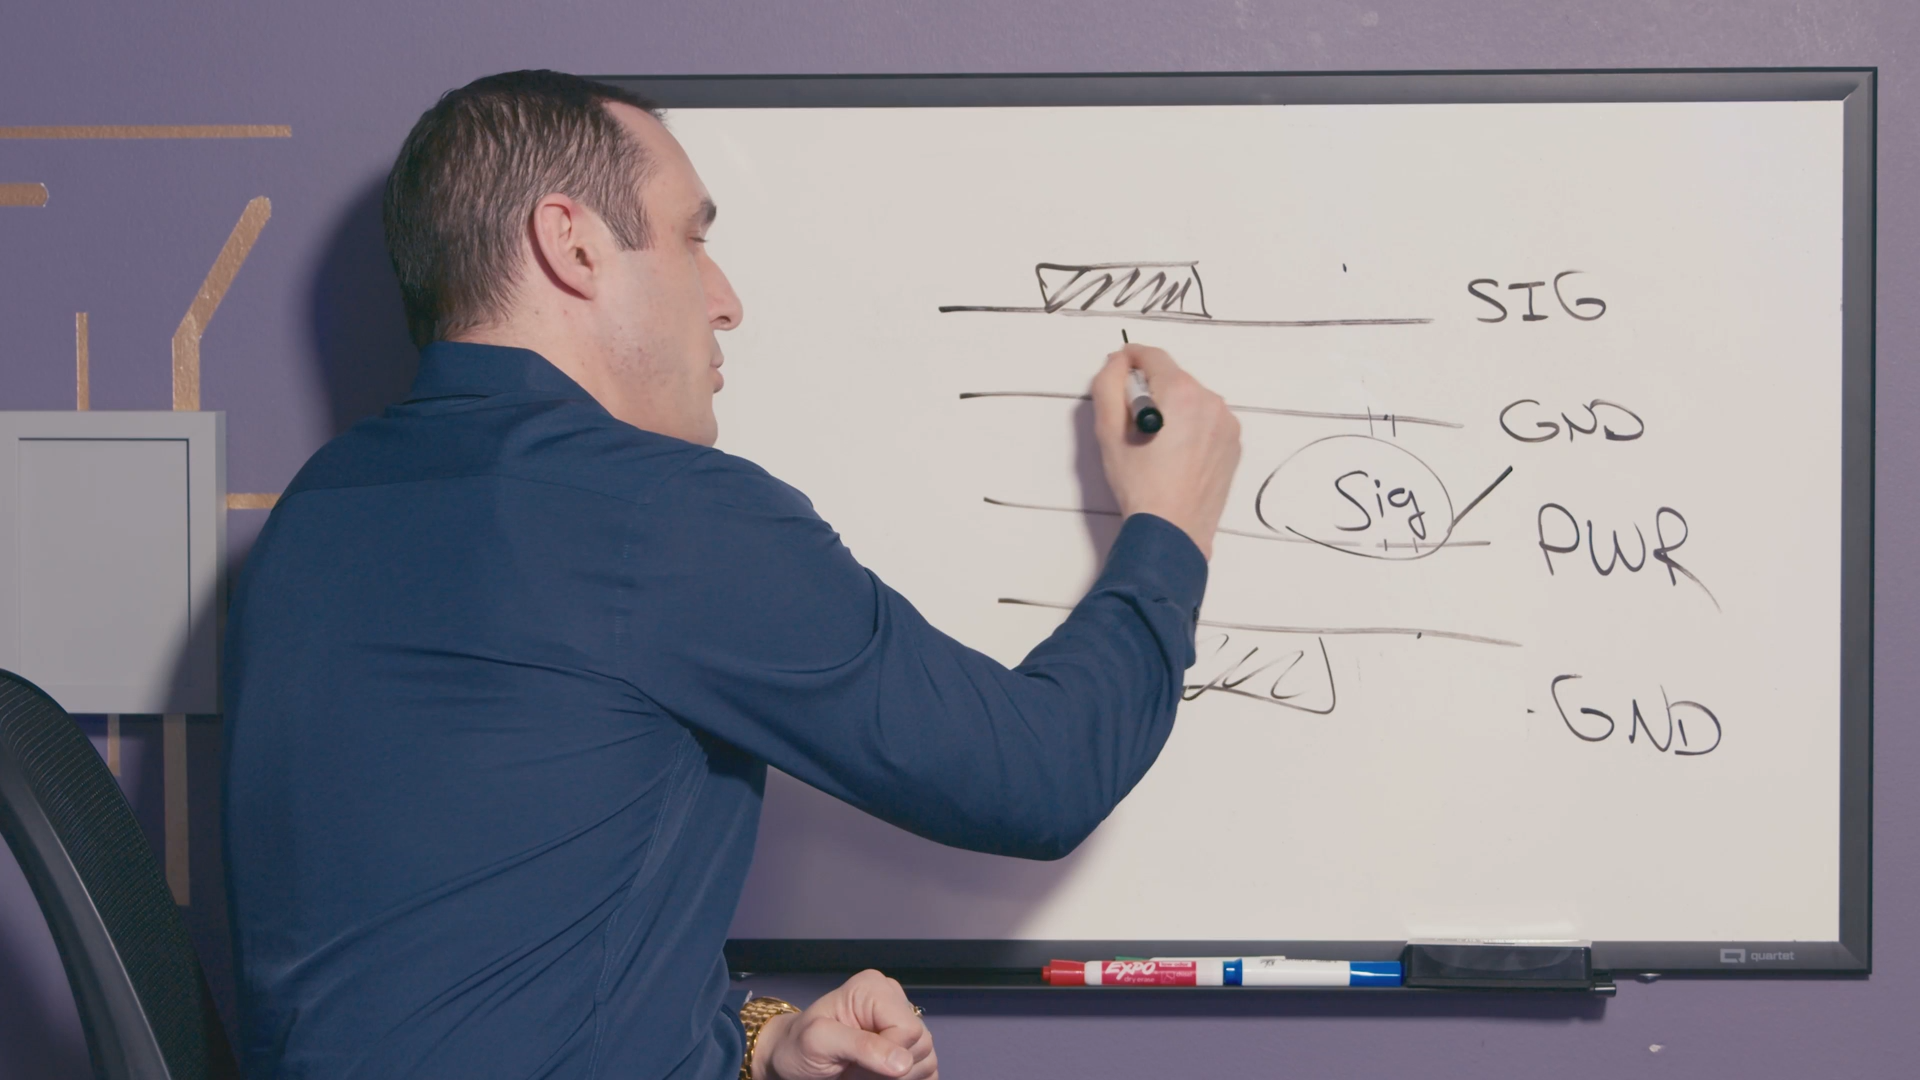 SIG
GND
Sig
PWR
GND
EXPO
quartet